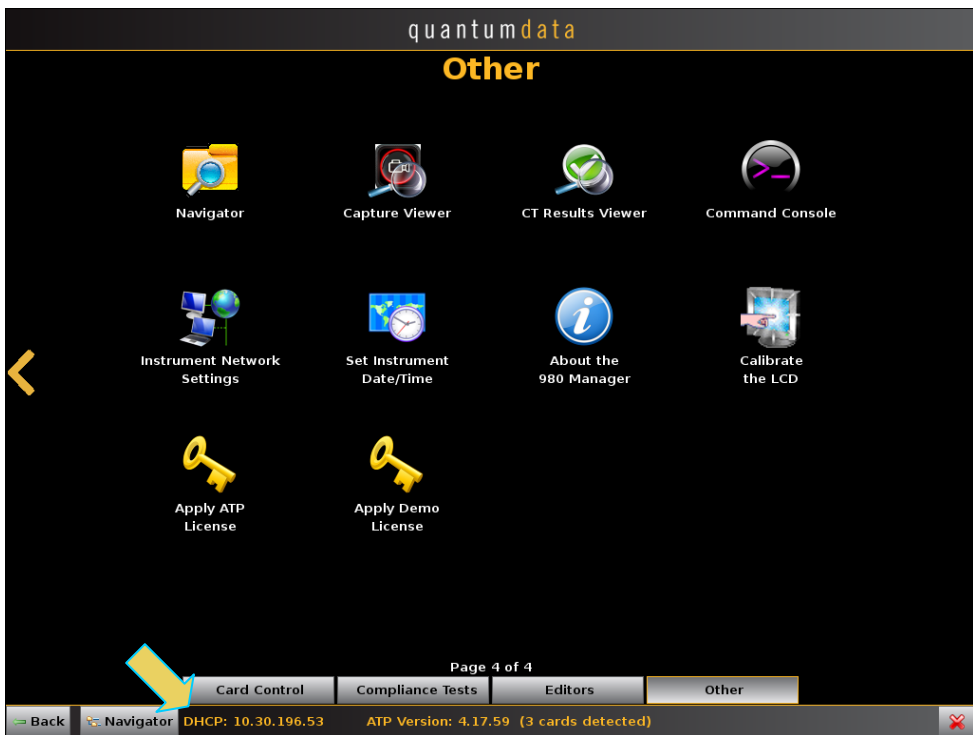 quantumdata
Other
Navigator
Capture Viewer
CT Results Viewer
Command Console
Instrument Network
Settings
Set Instrument
Date/Time
About the
980 Manager
Calibrate
the LCD
Apply ATP
License
Apply Demo
License
Page 4 of 4
Card Control
Compliance Tests
Editors
Other
Back
Navigator
DHCP: 10.30.196.53
ATP Version: 4.17.59 (3 cards detected)